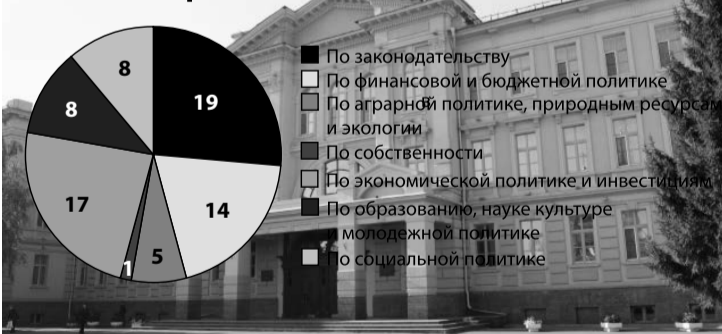 8
19
8
17
14
5
1
По законодательству
По финансовой и бюджетной политике
По аграрной политике, природным ресурсам
и экологии
По собственности
По экономической политике и инвестициям
По образованию, науке культуре
и молодежной политике
По социальной политике